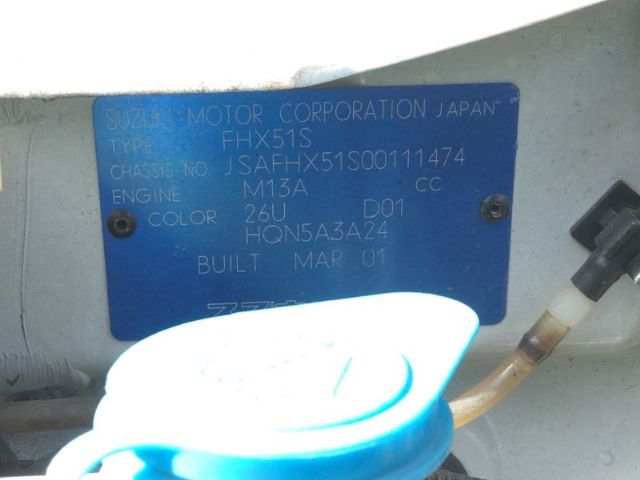 SUZUKI MOTOR CORPORATION JAPAN
TYPE FHX51S
CHASSIS NO. JSAFHX51S00111474
ENGINE M13A CC
COLOR 26U D01
HQN5A3A24
BUILT MAR 01